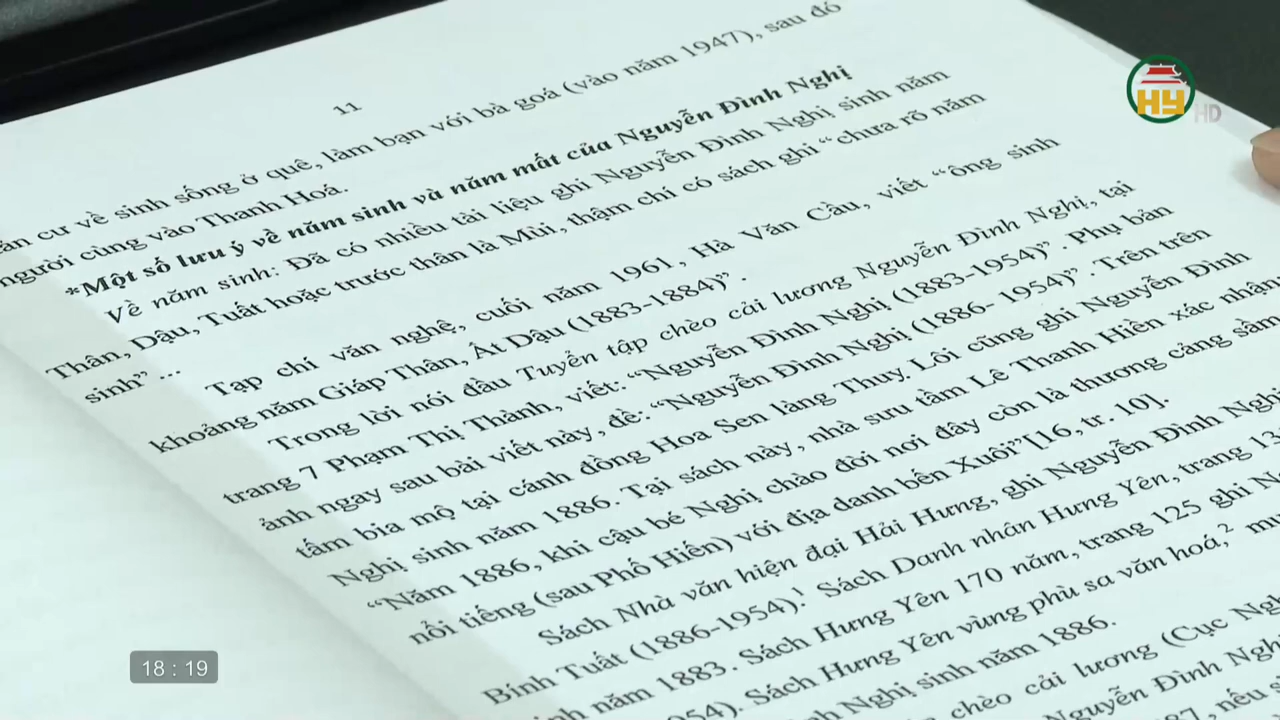 11
cư về sinh sống ở quê, làm bạn với bà goá (vào năm 1947), sau đó
người cùng vào Thanh Hoá.
*Một số lưu ý về năm sinh và năm mất của Nguyễn Đình Nghị
Về năm sinh: Đã có nhiều tài liệu ghi Nguyễn Đình Nghị sinh năm
Thân, Dậu, Tuất hoặc trước thân là Mùi, thậm chí có sách ghi “chưa rõ năm
sinh” ...
Tạp chí văn nghệ, cuối năm 1961, Hà Văn Cầu, viết “ông sinh
khoảng năm Giáp Thân, Ất Dậu (1883-1884)”.
Trong lời nói đầu Tuyển tập chèo cải lương Nguyễn Đình Nghị, tại
trang 7 Phạm Thị Thành, viết: “Nguyễn Đình Nghị (1883-1954)”. Phụ bản
ảnh ngay sau bài viết này, đề: “Nguyễn Đình Nghị (1886- 1954)”. Trên trên
tấm bia mộ tại cánh đồng Hoa Sen làng Thuỵ Lôi cũng ghi Nguyễn Đình
Nghị sinh năm 1886. Tại sách này, nhà sưu tầm Lê Thanh Hiền xác nhận
“Năm 1886, khi cậu bé Nghị chào đời nơi đây còn là thương cảng sầm
nổi tiếng (sau Phố Hiến) với địa danh bến Xuôi”[16, tr. 10].
Sách Nhà văn hiện đại Hải Hưng, ghi Nguyễn Đình Nghị
Bính Tuất (1886-1954).¹ Sách Danh nhân Hưng Yên, trang 13
năm 1883. Sách Hưng Yên 170 năm, trang 125 ghi
Sách Hưng Yên vùng phù sa văn hoá,²
Nghị sinh năm 1886.
chèo cải lương (Cục
Nguyễn Đình
nếu
HY HD
18 : 19